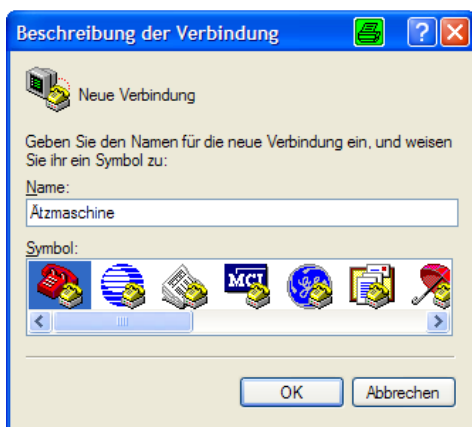 Beschreibung der Verbindung
Neue Verbindung
Geben Sie den Namen für die neue Verbindung ein, und weisen
Sie ihr ein Symbol zu:
Name:
Ätzmaschine
Symbol:
MCI
OK Abbrechen